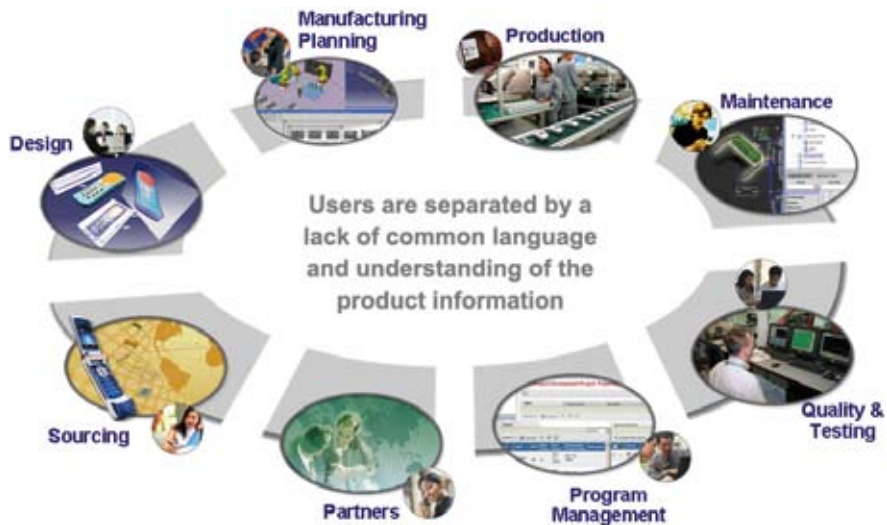 Manufacturing
Planning
Production
Maintenance
Design
Users are separated by a
lack of common language
and understanding of the
product information
Sourcing
Partners
Program
Management
Quality &
Testing